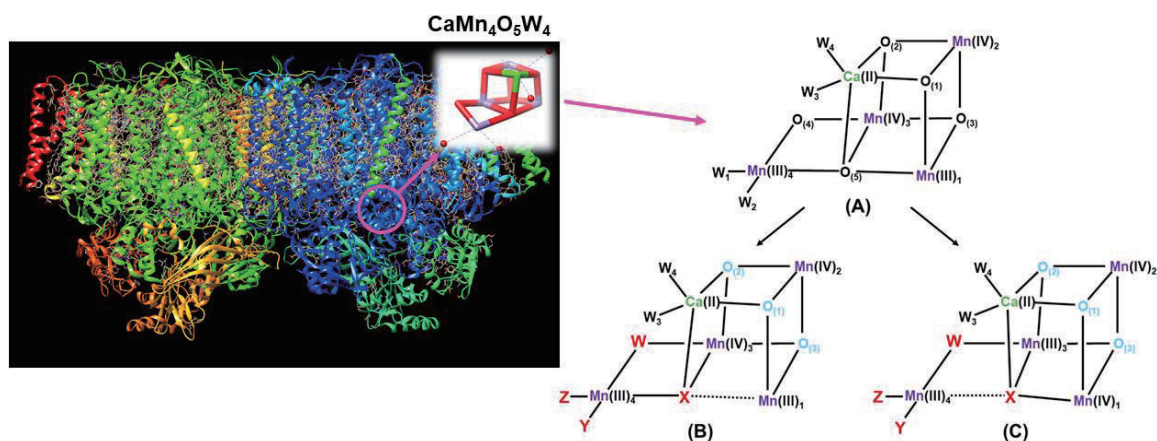 CaMn₄O₅W₄
W₄
O(2)
Mn(IV)₂
Ca(II)
O(1)
W₃
O(4)
Mn(IV)₃
O(3)
W₁
Mn(III)₄
O(5)
Mn(III)₁
W₂
(A)
W₄
O(2)
Mn(IV)₂
Ca(II)
O(1)
W₃
W
Mn(IV)₃
O(3)
Z
Mn(III)₄
X
Mn(III)₁
Y
(B)
W₄
O(2)
Mn(IV)₂
Ca(II)
O(1)
W₃
W
Mn(III)₃
O(3)
Z
Mn(III)₄
X
Mn(IV)₁
Y
(C)